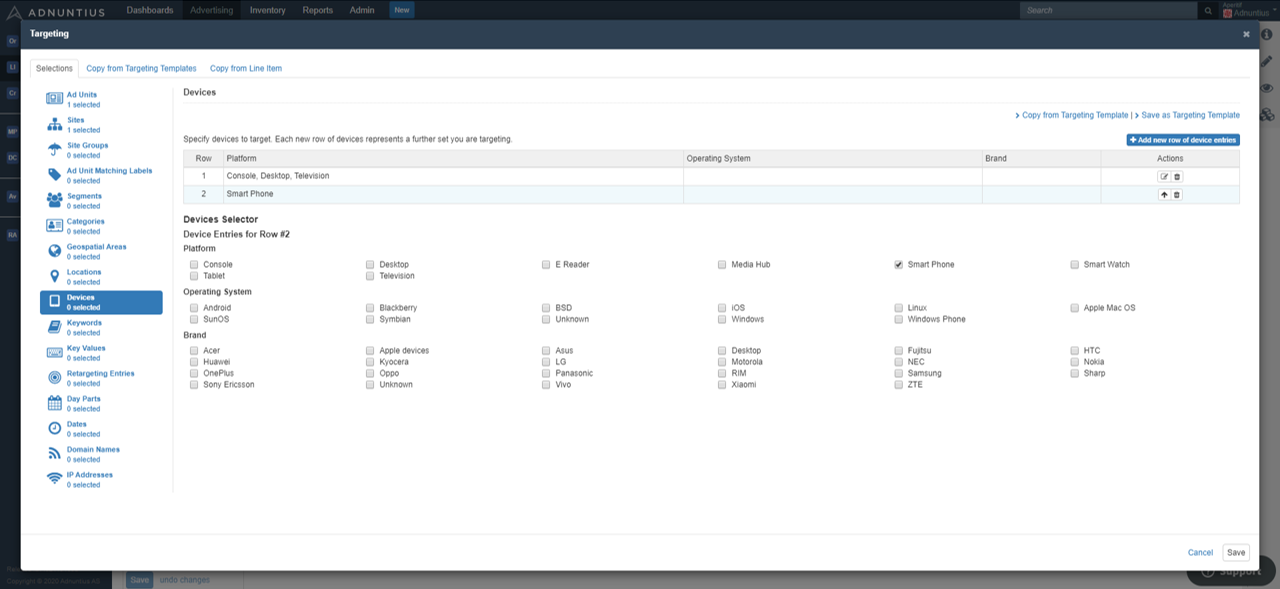 ADNUNTIUS Dashboards Advertising Inventory Reports Admin New Search
Adnuntius
Targeting
Selections Copy from Targeting Templates Copy from Line Item
Ad Units
1 selected
Sites
1 selected
Site Groups
0 selected
Ad Unit Matching Labels
0 selected
Segments
0 selected
Categories
0 selected
Geospatial Areas
0 selected
Locations
0 selected
Devices
0 selected
Keywords
0 selected
Key Values
0 selected
Retargeting Entries
0 selected
Day Parts
0 selected
Dates
0 selected
Domain Names
0 selected
IP Addresses
0 selected
Devices
Copy from Targeting Template | Save as Targeting Template
Specify devices to target. Each new row of devices represents a further set you are targeting.
Add new row of device entries
Row Platform Operating System Brand Actions
1 Console, Desktop, Television
2 Smart Phone
Devices Selector
Device Entries for Row #2
Platform
Console Desktop E Reader Media Hub Smart Phone Smart Watch
Tablet Television
Operating System
Android Blackberry BSD iOS Linux Apple Mac OS
SunOS Symbian Unknown Windows Windows Phone
Brand
Acer Apple devices Asus Desktop Fujitsu HTC
Huawei Kyocera LG Motorola NEC Nokia
OnePlus Oppo Panasonic RIM Samsung Sharp
Sony Ericsson Unknown Vivo Xiaomi ZTE
Cancel Save
Support
Copyright © 2020 Adnuntius AS
Save undo changes